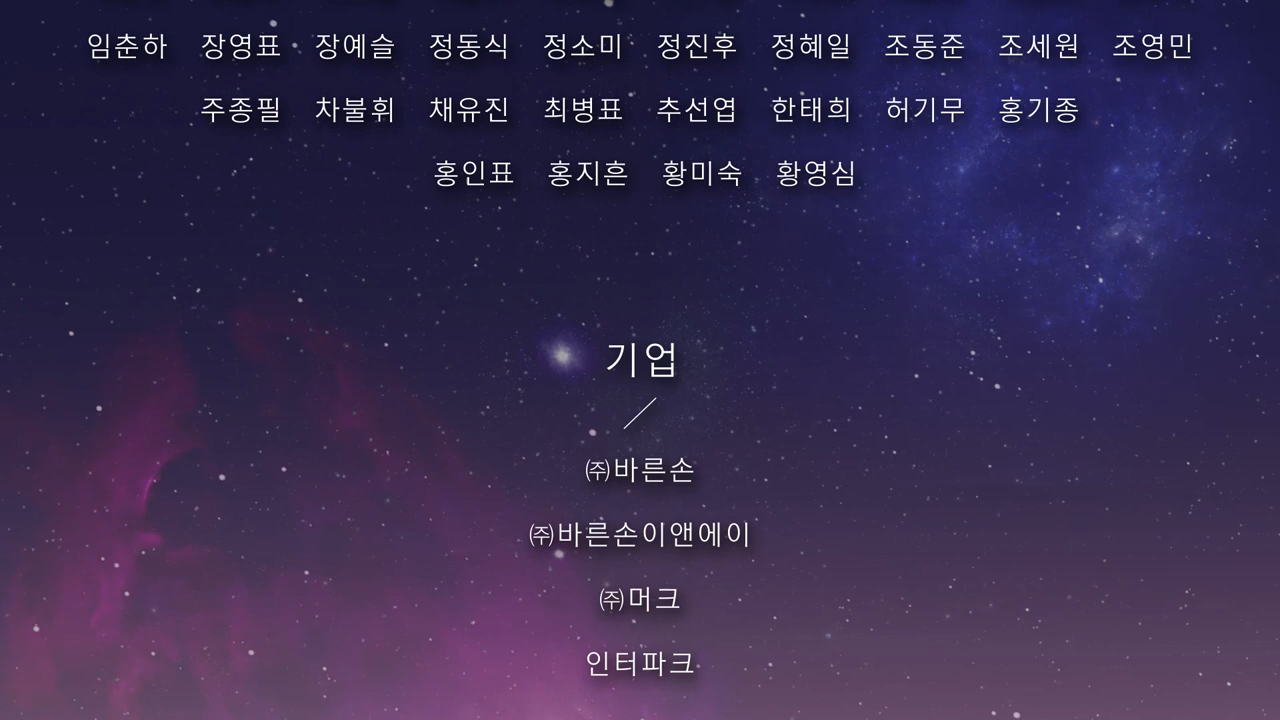 임춘하 장영표 장예슬 정동식 정소미 정진후 정혜일 조동준 조세원 조영민
주종필 차불휘 채유진 최병표 추선엽 한태희 허기무 홍기종
홍인표 홍지흔 황미숙 황영심
기업
㈜바른손
㈜바른손이앤에이
㈜머크
인터파크